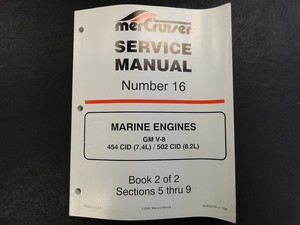 merCruiser
SERVICE
MANUAL
Number 16
MARINE ENGINES
GM V-8
454 CID (7.4L) / 502 CID (8.2L)
Book 2 of 2
Sections 5 thru 9